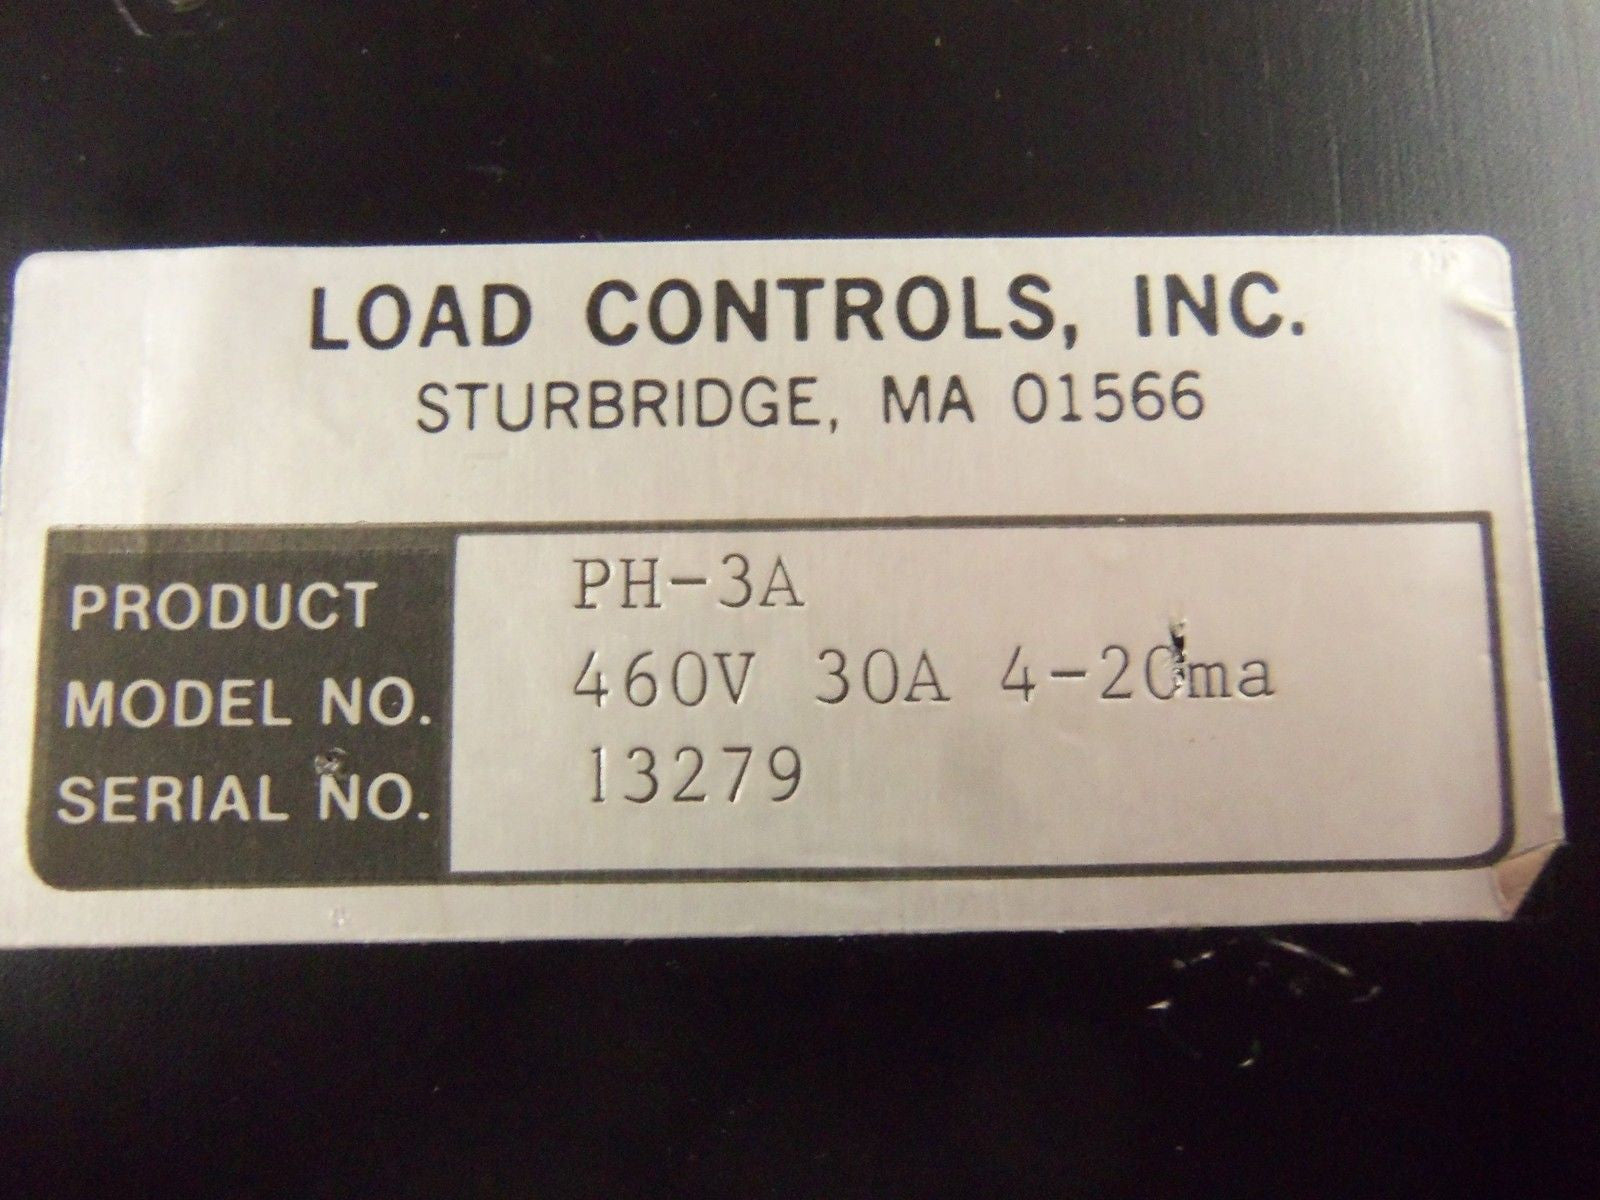 LOAD CONTROLS, INC.
STURBRIDGE, MA 01566
PRODUCT PH-3A
MODEL NO. 460V 30A 4-20ma
SERIAL NO. 13279